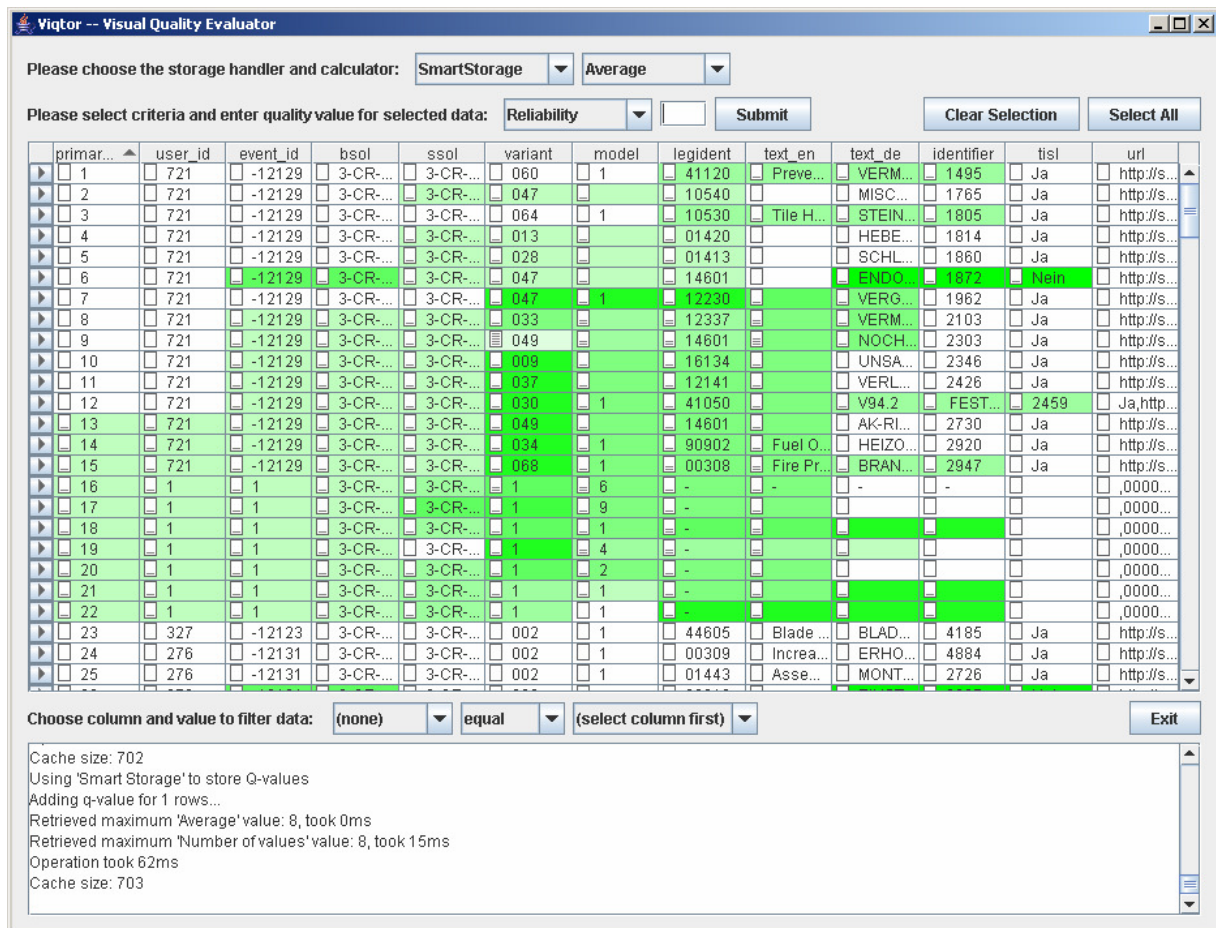 Viqtor -- Visual Quality Evaluator
Please choose the storage handler and calculator: SmartStorage Average
Please select criteria and enter quality value for selected data: Reliability Submit Clear Selection Select All
primar... user_id event_id bsol ssol variant model legident text_en text_de identifier tisl url
1 721 -12129 3-CR-... 3-CR-... 060 1 41120 Preve... VERM... 1495 Ja http://s...
2 721 -12129 3-CR-... 3-CR-... 047 10540 MISC... 1765 Ja http://s...
3 721 -12129 3-CR-... 3-CR-... 064 1 10530 Tile H... STEIN... 1805 Ja http://s...
4 721 -12129 3-CR-... 3-CR-... 013 01420 HEBE... 1814 Ja http://s...
5 721 -12129 3-CR-... 3-CR-... 028 01413 SCHL... 1860 Ja http://s...
6 721 -12129 3-CR-... 3-CR-... 047 14601 ENDO... 1872 Nein http://s...
7 721 -12129 3-CR-... 3-CR-... 047 1 12230 VERG... 1962 Ja http://s...
8 721 -12129 3-CR-... 3-CR-... 033 12337 VERM... 2103 Ja http://s...
9 721 -12129 3-CR-... 3-CR-... 049 14601 NOCH... 2303 Ja http://s...
10 721 -12129 3-CR-... 3-CR-... 009 16134 UNSA... 2346 Ja http://s...
11 721 -12129 3-CR-... 3-CR-... 037 12141 VERL... 2426 Ja http://s...
12 721 -12129 3-CR-... 3-CR-... 030 1 41050 V94.2 FEST... 2459 Ja,http...
13 721 -12129 3-CR-... 3-CR-... 049 14601 AK-RI... 2730 Ja http://s...
14 721 -12129 3-CR-... 3-CR-... 034 1 90902 Fuel O... HEIZO... 2920 Ja http://s...
15 721 -12129 3-CR-... 3-CR-... 068 1 00308 Fire Pr... BRAN... 2947 Ja http://s...
16 1 1 3-CR-... 3-CR-... 1 6 - - - - ,0000...
17 1 1 3-CR-... 3-CR-... 1 9 - ,0000...
18 1 1 3-CR-... 3-CR-... 1 1 - ,0000...
19 1 1 3-CR-... 3-CR-... 1 4 - ,0000...
20 1 1 3-CR-... 3-CR-... 1 2 - ,0000...
21 1 1 3-CR-... 3-CR-... 1 1 - ,0000...
22 1 1 3-CR-... 3-CR-... 1 1 - ,0000...
23 327 -12123 3-CR-... 3-CR-... 002 1 44605 Blade ... BLAD... 4185 Ja http://s...
24 276 -12131 3-CR-... 3-CR-... 002 1 00309 Increa... ERHO... 4884 Ja http://s...
25 276 -12131 3-CR-... 3-CR-... 002 1 01443 Asse... MONT... 2726 Ja http://s...
Choose column and value to filter data: (none) equal (select column first) Exit
Cache size: 702
Using 'Smart Storage' to store Q-values
Adding q-value for 1 rows...
Retrieved maximum 'Average' value: 8, took 0ms
Retrieved maximum 'Number of values' value: 8, took 15ms
Operation took 62ms
Cache size: 703